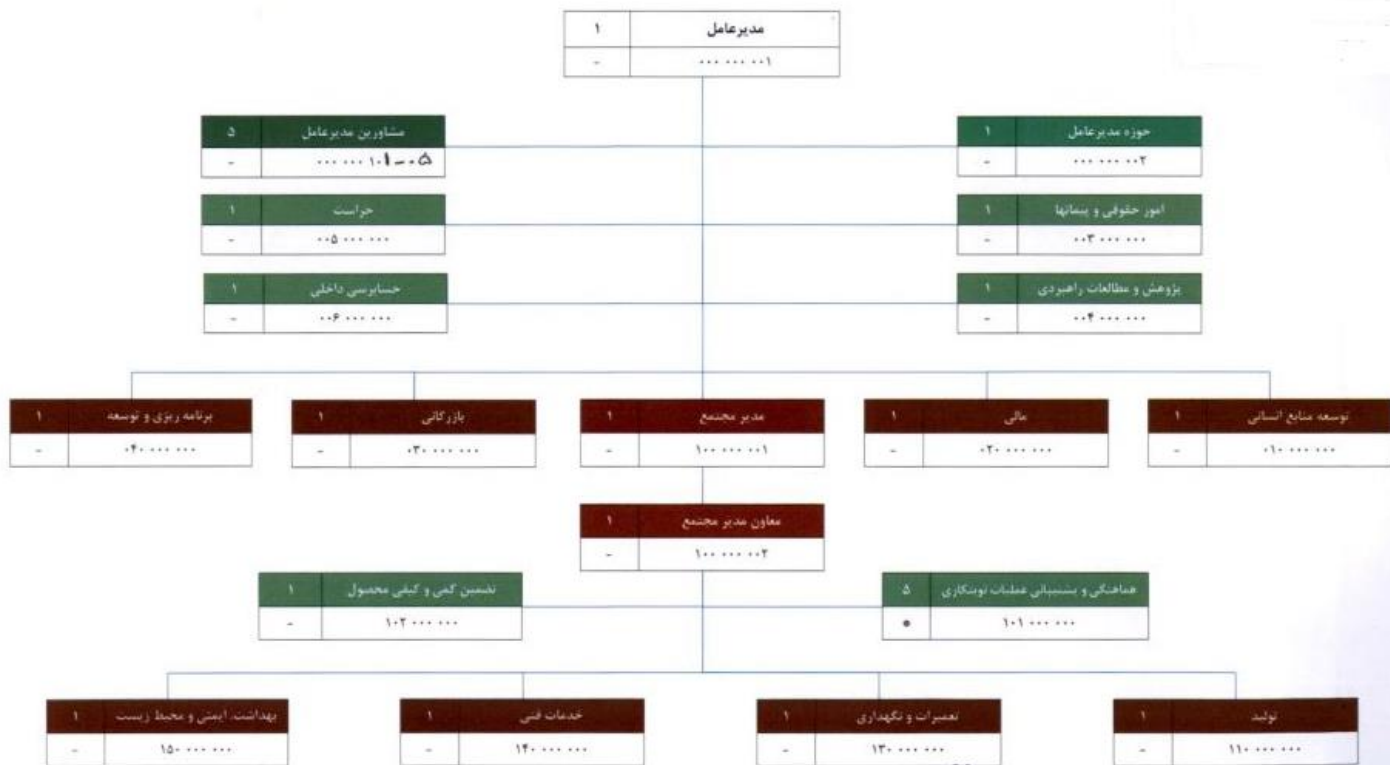 مدیرعامل ۱
۰۰۰ ۰۰۰ ۰۰۱ -
حوزه مدیرعامل ۱
۰۰۰ ۰۰۰ ۰۰۲ -
مشاورین مدیرعامل ۵
۰۰۰ ۰۰۰ ۱۰۱-۰۵ -
امور حقوقی و پیمانها ۱
۰۰۳ ۰۰۰ ۰۰۰ -
حراست ۱
۰۰۵ ۰۰۰ ۰۰۰ -
پژوهش و مطالعات راهبردی ۱
۰۰۴ ۰۰۰ ۰۰۰ -
حسابرسی داخلی ۱
۰۰۶ ۰۰۰ ۰۰۰ -
توسعه منابع انسانی ۱
۰۱۰ ۰۰۰ ۰۰۰ -
مالی ۱
۰۲۰ ۰۰۰ ۰۰۰ -
مدیر مجتمع ۱
۱۰۰ ۰۰۰ ۰۰۱ -
بازرگانی ۱
۰۳۰ ۰۰۰ ۰۰۰ -
برنامه ریزی و توسعه ۱
۰۴۰ ۰۰۰ ۰۰۰ -
معاون مدیر مجتمع ۱
۱۰۰ ۰۰۰ ۰۰۲ -
هماهنگی و پشتیبانی عملیات نوبتکاری ۵
۱۰۱ ۰۰۰ ۰۰۰ ●
تضمین کمی و کیفی محصول ۱
۱۰۲ ۰۰۰ ۰۰۰ -
تولید ۱
۱۱۰ ۰۰۰ ۰۰۰ -
تعمیرات و نگهداری ۱
۱۳۰ ۰۰۰ ۰۰۰ -
خدمات فنی ۱
۱۴۰ ۰۰۰ ۰۰۰ -
بهداشت، ایمنی و محیط زیست ۱
۱۵۰ ۰۰۰ ۰۰۰ -